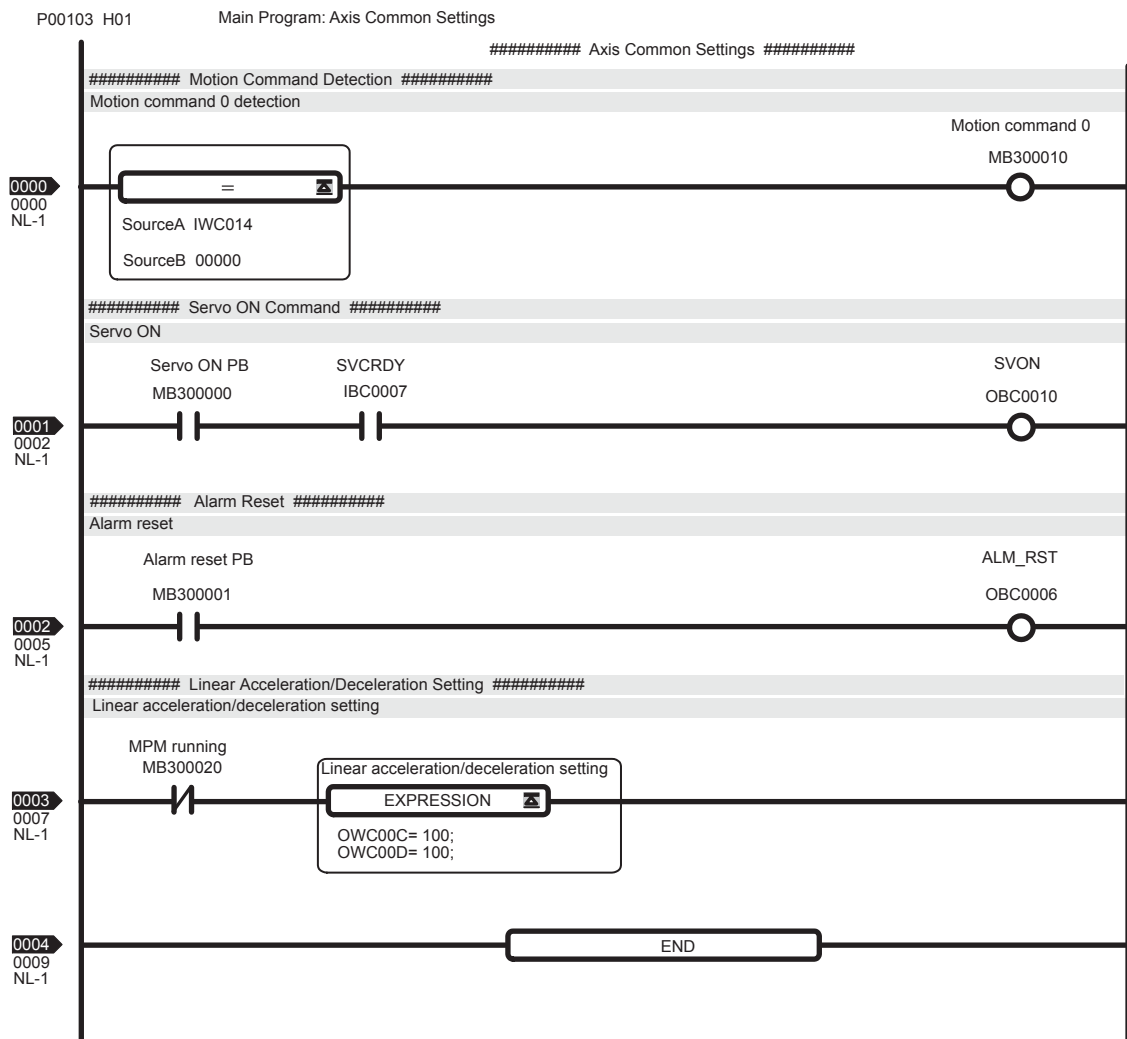 P00103 H01 Main Program: Axis Common Settings
########## Axis Common Settings ##########
########## Motion Command Detection ##########
Motion command 0 detection
Motion command 0
MB300010
0000
0000
NL-1
=
SourceA IWC014
SourceB 00000
########## Servo ON Command ##########
Servo ON
Servo ON PB SVCRDY SVON
MB300000 IBC0007 OBC0010
0001
0002
NL-1
########## Alarm Reset ##########
Alarm reset
Alarm reset PB ALM_RST
MB300001 OBC0006
0002
0005
NL-1
########## Linear Acceleration/Deceleration Setting ##########
Linear acceleration/deceleration setting
MPM running
MB300020
Linear acceleration/deceleration setting
0003
0007
NL-1
EXPRESSION
OWC00C= 100;
OWC00D= 100;
0004
0009
NL-1
END